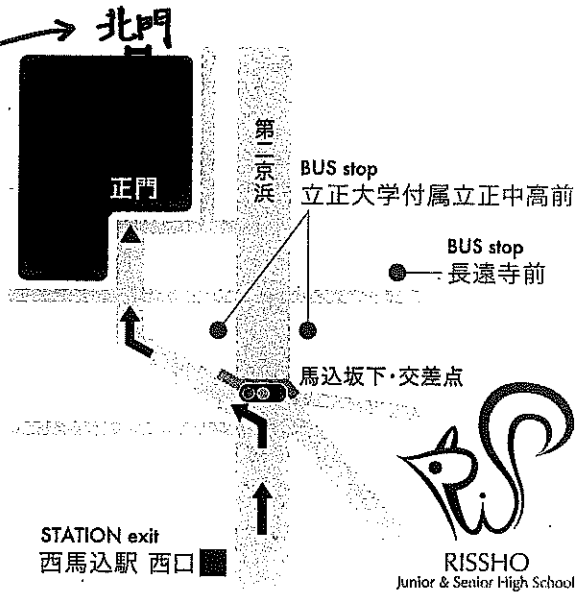 北門
正門
第二京浜
BUS stop
立正大学付属立正中高前
BUS stop
長遠寺前
馬込坂下・交差点
STATION exit
西馬込駅 西口
RISSHO
Junior & Senior High School